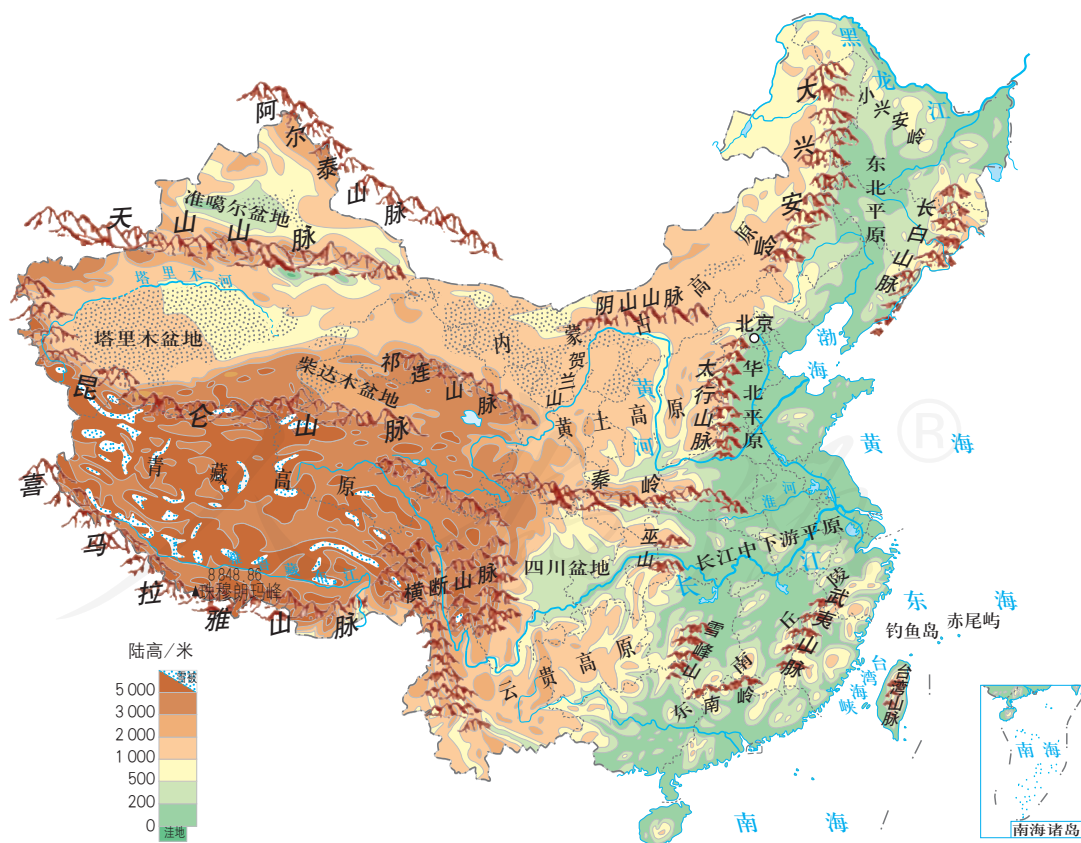 黑龙江
大兴安岭
小兴安岭
阿尔泰山脉
东北平原
准噶尔盆地
天山山脉
长白山脉
塔里木河
阴山山脉
内蒙古高原
北京
塔里木盆地
贺兰山
渤海
柴达木盆地
祁连山脉
太行山脉
华北平原
黄河
昆仑山脉
黄土高原
黄海
®
青藏高原
秦岭
淮河
喜马拉雅山脉
巫山
长江中下游平原
四川盆地
长江
横断山脉
8 848.86
珠穆朗玛峰
东海
钓鱼岛
赤尾屿
武夷山脉
雪峰山
东南丘陵
云贵高原
南岭
台湾海峡
台湾山脉
陆高/米
雪被
5 000
3 000
2 000
1 000
500
200
0
洼地
南海
南海
南海诸岛